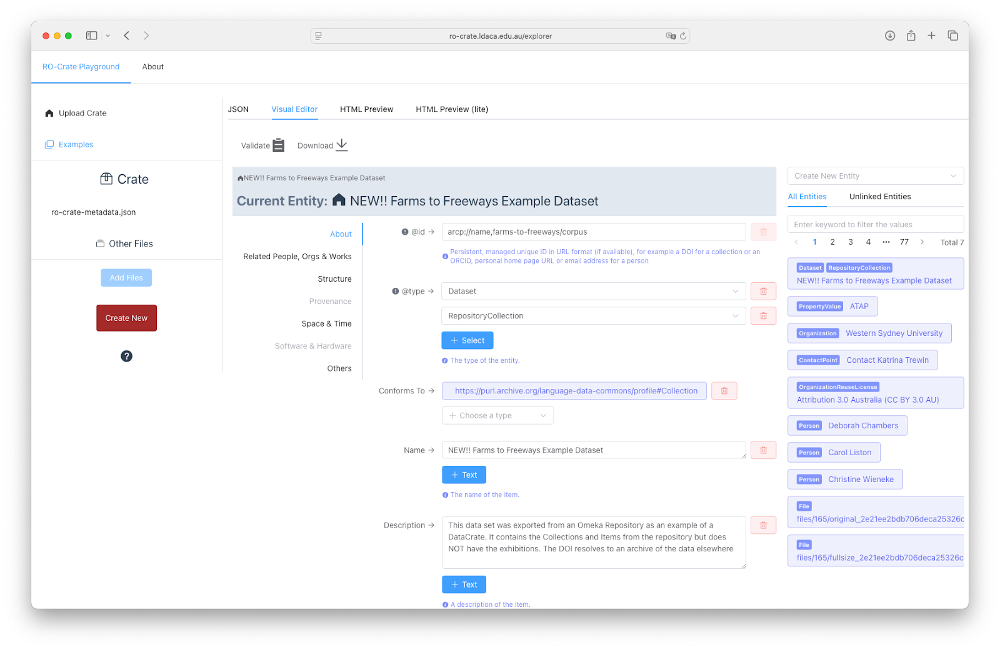 ro-crate.ldaca.edu.au/explorer
RO-Crate Playground
About
Upload Crate
Examples
Crate
ro-crate-metadata.json
Other Files
Add Files
Create New
?
JSON
Visual Editor
HTML Preview
HTML Preview (lite)
Validate
Download
NEW!! Farms to Freeways Example Dataset
Current Entity: NEW!! Farms to Freeways Example Dataset
About
Related People, Orgs & Works
Structure
Provenance
Space & Time
Software & Hardware
Others
@id →
arcp://name,farms-to-freeways/corpus
Persistent, managed unique ID in URL format (if available), for example a DOI for a collection or an
ORCID, personal home page URL or email address for a person
@type →
Dataset
RepositoryCollection
+ Select
The type of the entity.
Conforms To →
https://purl.archive.org/language-data-commons/profile#Collection
+ Choose a type
Name →
NEW!! Farms to Freeways Example Dataset
+ Text
The name of the item.
Description →
This data set was exported from an Omeka Repository as an example of a
DataCrate. It contains the Collections and Items from the repository but does
NOT have the exhibitions. The DOI resolves to an archive of the data elsewhere
+ Text
A description of the item.
Create New Entity
All Entities
Unlinked Entities
Enter keyword to filter the values
< 1 2 3 4 ••• 77 > Total 7
Dataset RepositoryCollection
NEW!! Farms to Freeways Example Dataset
PropertyValue ATAP
Organization Western Sydney University
ContactPoint Contact Katrina Trewin
OrganizationReuseLicense
Attribution 3.0 Australia (CC BY 3.0 AU)
Person Deborah Chambers
Person Carol Liston
Person Christine Wieneke
File
files/165/original_2e21ee2bdb706deca25326c
File
files/165/fullsize_2e21ee2bdb706deca25326c